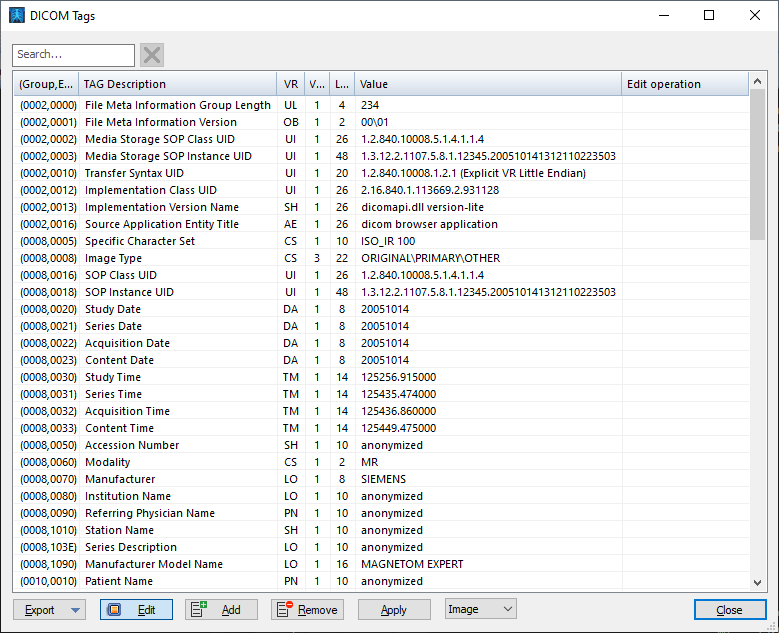 DICOM Tags
Search...
(Group,E... TAG Description VR V... L... Value Edit operation
(0002,0000) File Meta Information Group Length UL 1 4 234
(0002,0001) File Meta Information Version OB 1 2 00\01
(0002,0002) Media Storage SOP Class UID UI 1 26 1.2.840.10008.5.1.4.1.1.4
(0002,0003) Media Storage SOP Instance UID UI 1 48 1.3.12.2.1107.5.8.1.12345.200510141312110223503
(0002,0010) Transfer Syntax UID UI 1 20 1.2.840.10008.1.2.1 (Explicit VR Little Endian)
(0002,0012) Implementation Class UID UI 1 26 2.16.840.1.113669.2.931128
(0002,0013) Implementation Version Name SH 1 26 dicomapi.dll version-lite
(0002,0016) Source Application Entity Title AE 1 26 dicom browser application
(0008,0005) Specific Character Set CS 1 10 ISO_IR 100
(0008,0008) Image Type CS 3 22 ORIGINAL\PRIMARY\OTHER
(0008,0016) SOP Class UID UI 1 26 1.2.840.10008.5.1.4.1.1.4
(0008,0018) SOP Instance UID UI 1 48 1.3.12.2.1107.5.8.1.12345.200510141312110223503
(0008,0020) Study Date DA 1 8 20051014
(0008,0021) Series Date DA 1 8 20051014
(0008,0022) Acquisition Date DA 1 8 20051014
(0008,0023) Content Date DA 1 8 20051014
(0008,0030) Study Time TM 1 14 125256.915000
(0008,0031) Series Time TM 1 14 125435.474000
(0008,0032) Acquisition Time TM 1 14 125436.860000
(0008,0033) Content Time TM 1 14 125449.475000
(0008,0050) Accession Number SH 1 10 anonymized
(0008,0060) Modality CS 1 2 MR
(0008,0070) Manufacturer LO 1 8 SIEMENS
(0008,0080) Institution Name LO 1 10 anonymized
(0008,0090) Referring Physician Name PN 1 10 anonymized
(0008,1010) Station Name SH 1 10 anonymized
(0008,103E) Series Description LO 1 10 anonymized
(0008,1090) Manufacturer Model Name LO 1 16 MAGNETOM EXPERT
(0010,0010) Patient Name PN 1 10 anonymized
Export Edit Add Remove Apply Image Close